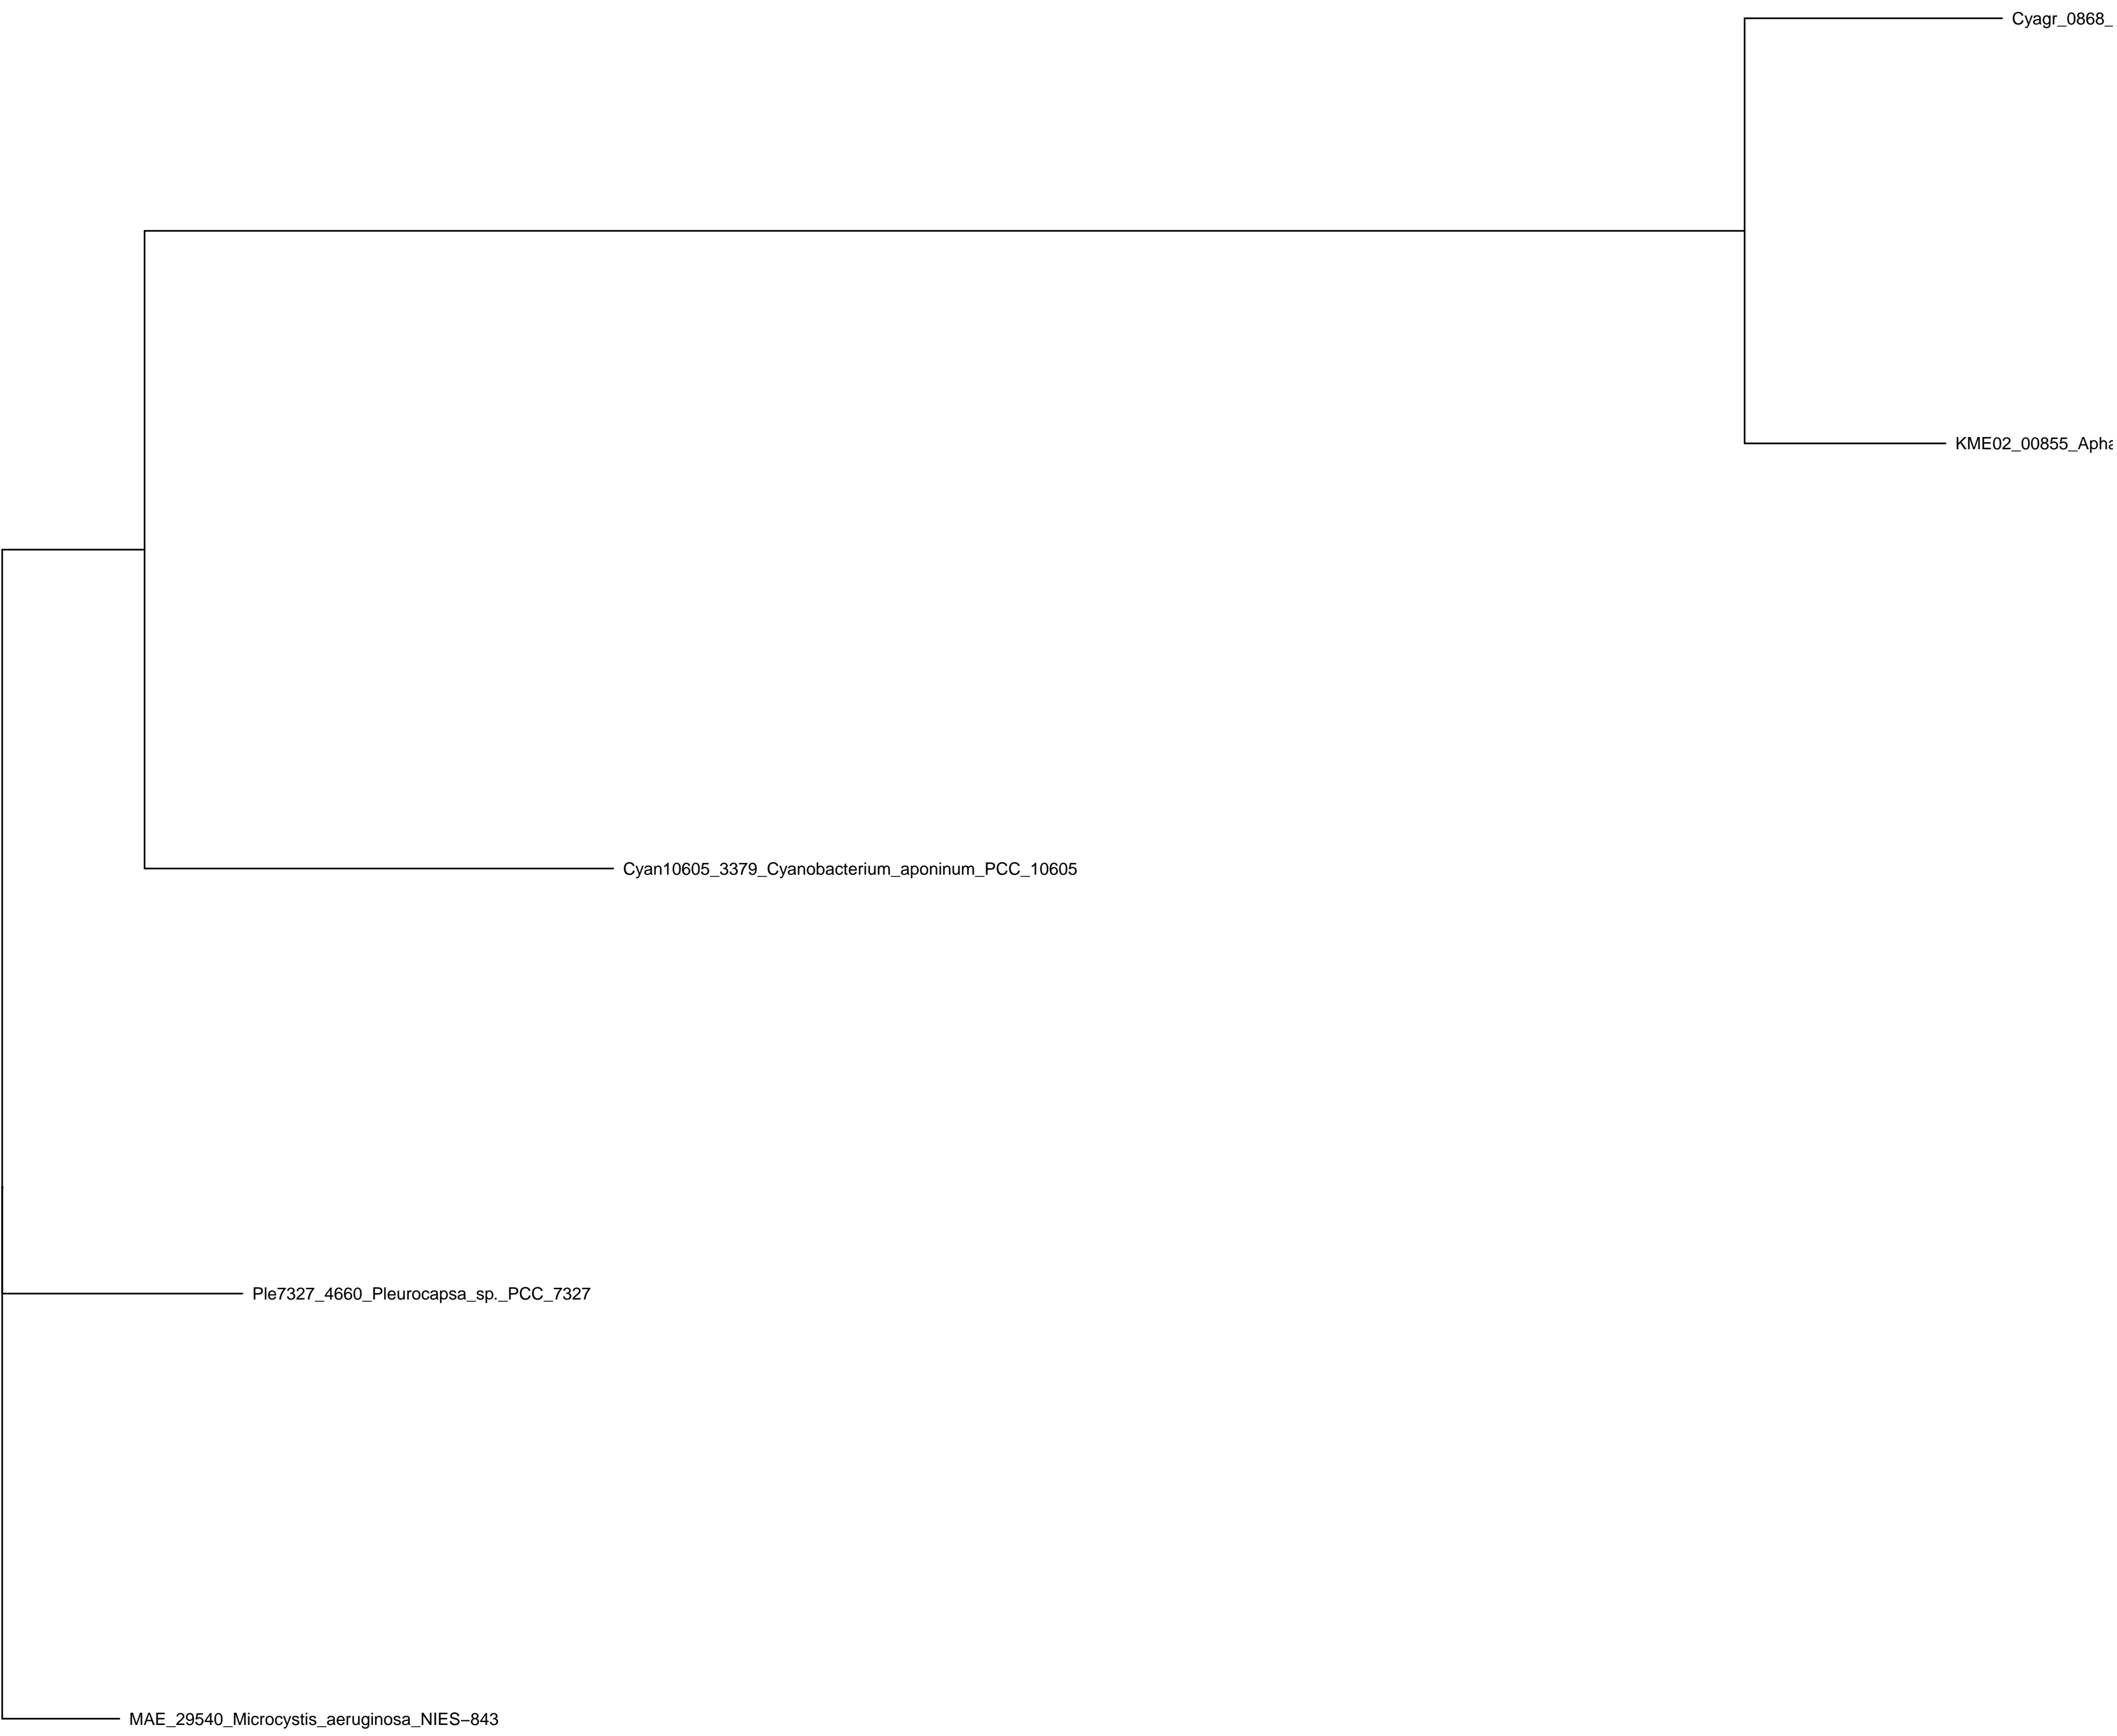 Cyagr_0868_
KME02_00855_Apha
Cyan10605_3379_Cyanobacterium_aponinum_PCC_10605
Ple7327_4660_Pleurocapsa_sp._PCC_7327
MAE_29540_Microcystis_aeruginosa_NIES−843